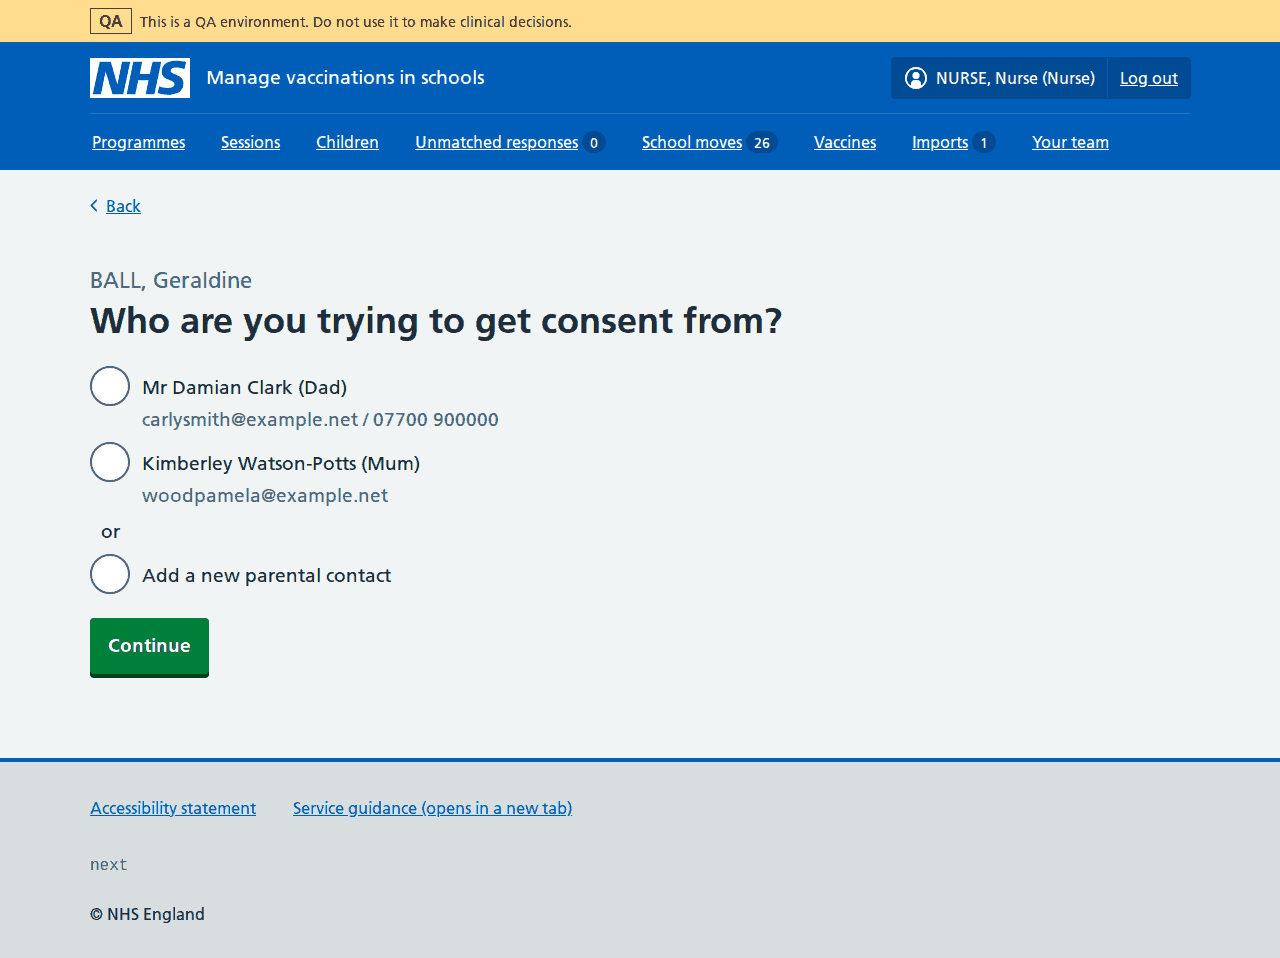 QA This is a QA environment. Do not use it to make clinical decisions.
NHS Manage vaccinations in schools NURSE, Nurse (Nurse) Log out
Programmes Sessions Children Unmatched responses 0 School moves 26 Vaccines Imports 1 Your team
Back
BALL, Geraldine
Who are you trying to get consent from?
Mr Damian Clark (Dad)
carlysmith@example.net / 07700 900000
Kimberley Watson-Potts (Mum)
woodpamela@example.net
or
Add a new parental contact
Continue
Accessibility statement Service guidance (opens in a new tab)
next
© NHS England